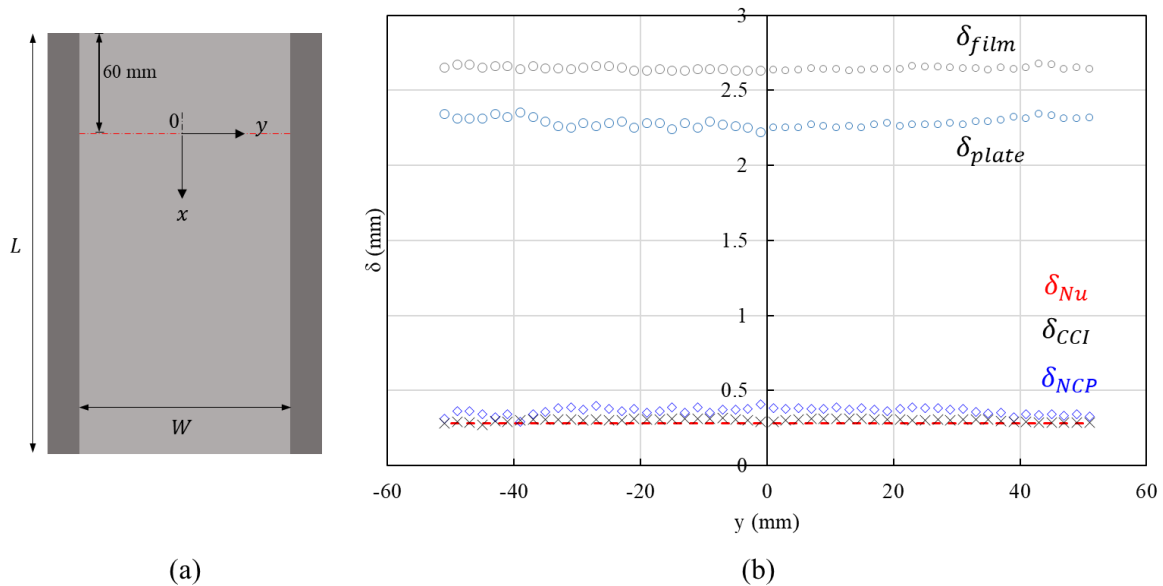 60 mm
0
y
x
L
W
(a)
3
δ_film
2.5
δ_plate
2
1.5
δ (mm)
δ_Nu
1
δ_CCI
δ_NCP
0.5
0
-60 -40 -20 0 20 40 60
y (mm)
(b)